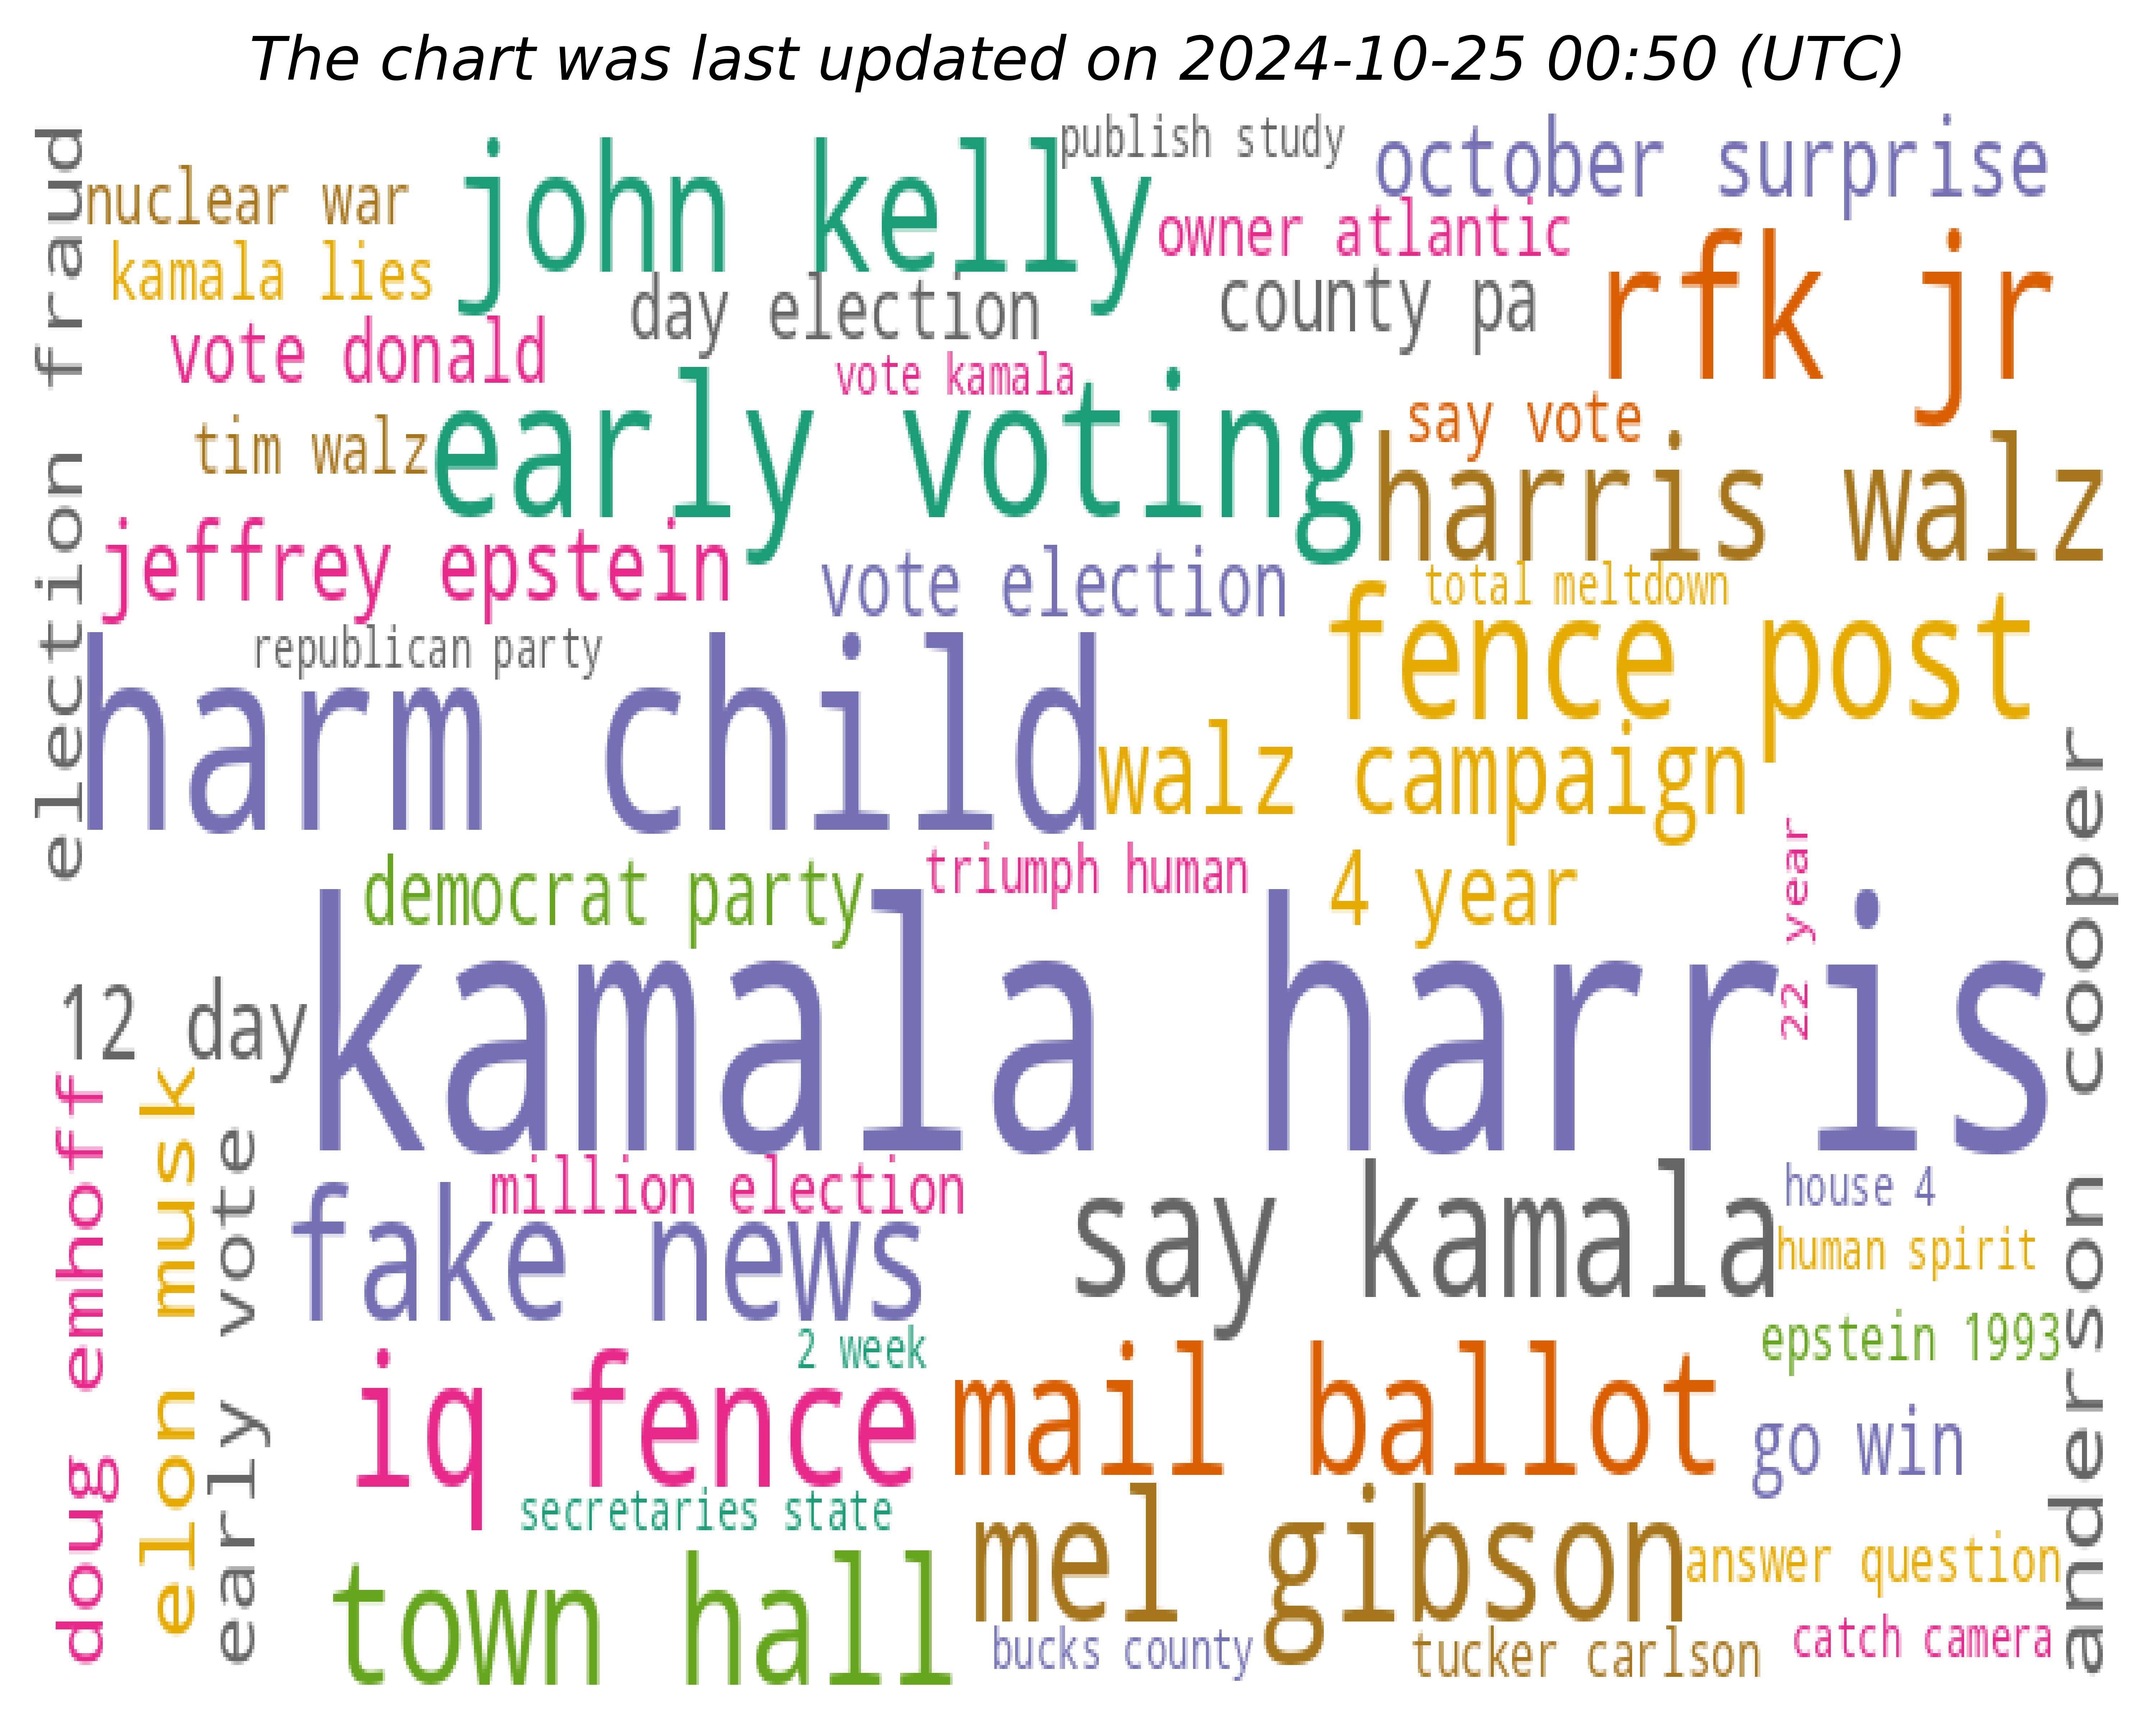 The chart was last updated on 2024-10-25 00:50 (UTC)
election fraud
nuclear war
john kelly
publish study
october surprise
owner atlantic
kamala lies
day election
county pa
rfk jr
vote donald
vote kamala
tim walz
early voting
say vote
harris walz
jeffrey epstein
vote election
total meltdown
republican party
fence post
harm child
walz campaign
democrat party
triumph human
4 year
22 year
anderson cooper
12 day
kamala harris
doug emhoff
elon musk
early vote
million election
fake news
say kamala
house 4
human spirit
2 week
epstein 1993
iq fence
mail ballot
go win
secretaries state
mel gibson
answer question
town hall
bucks county
tucker carlson
catch camera